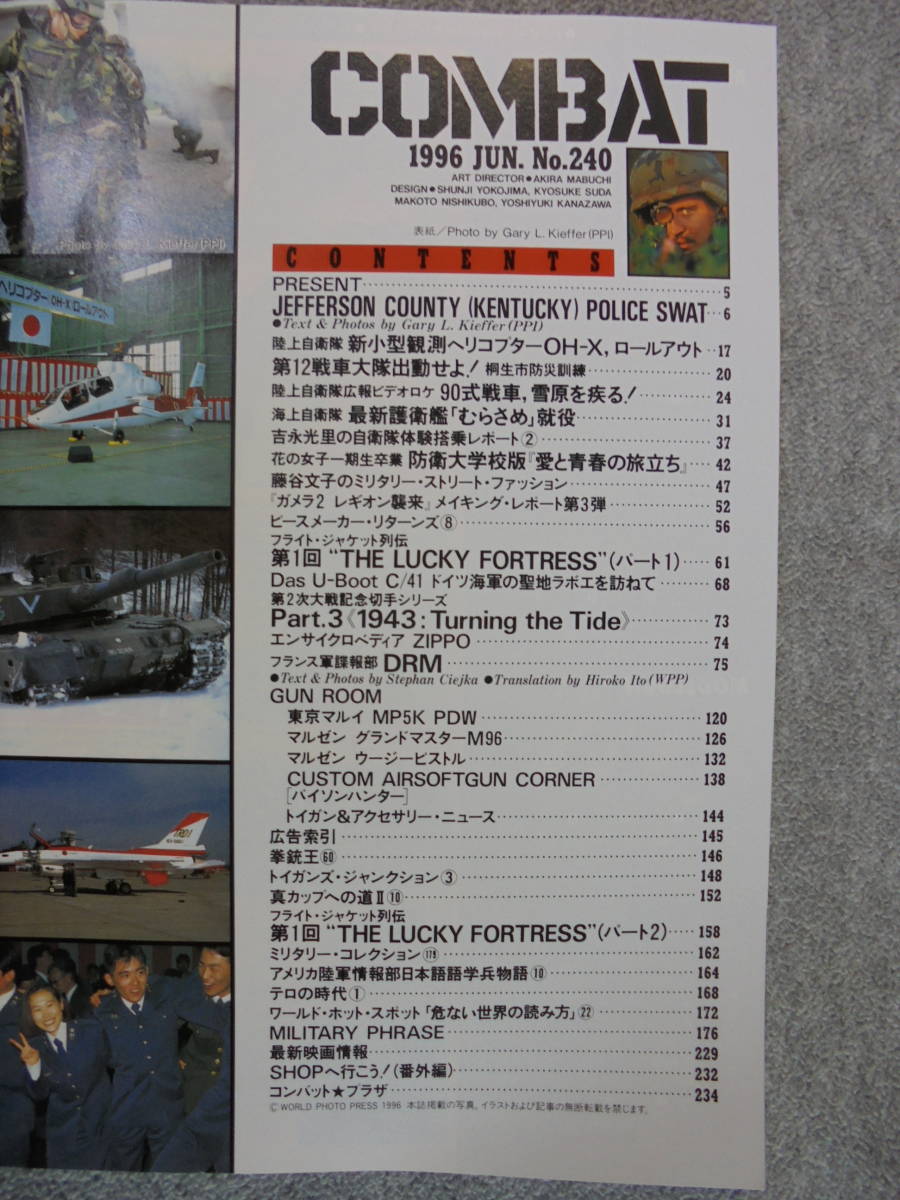 COMBAT
1996 JUN. No.240
ART DIRECTOR●AKIRA MABUCHI
DESIGN●SHUNJI YOKOJIMA, KYOSUKE SUDA
MAKOTO NISHIKUBO, YOSHIYUKI KANAZAWA
表紙／Photo by Gary L. Kieffer(PPI)
CONTENTS
PRESENT 5
JEFFERSON COUNTY (KENTUCKY) POLICE SWAT 6
●Text & Photos by Gary L. Kieffer(PPI)
陸上自衛隊 新小型観測ヘリコプターOH-X, ロールアウト 17
第12戦車大隊出動せよ! 桐生市防災訓練 20
陸上自衛隊広報ビデオロケ 90式戦車, 雪原を疾る! 24
海上自衛隊 最新護衛艦「むらさめ」就役 31
吉永光里の自衛隊体験搭乗レポート② 37
花の女子一期生卒業 防衛大学校版『愛と青春の旅立ち』 42
藤谷文子のミリタリー・ストリート・ファッション 47
『ガメラ2 レギオン襲来』メイキング・レポート第3弾 52
ピースメーカー・リターンズ⑧ 56
フライト・ジャケット列伝
第1回 “THE LUCKY FORTRESS”(パート1) 61
Das U-Boot C/41 ドイツ海軍の聖地ラボエを訪ねて 68
第2次大戦記念切手シリーズ
Part.3《1943: Turning the Tide》 73
エンサイクロペディア ZIPPO 74
フランス軍諜報部 DRM 75
●Text & Photos by Stephan Ciejka ●Translation by Hiroko Ito(WPP)
GUN ROOM
東京マルイ MP5K PDW 120
マルゼン グランドマスターM96 126
マルゼン ウージーピストル 132
CUSTOM AIRSOFTGUN CORNER 138
[バイソンハンター]
トイガン&アクセサリー・ニュース 144
広告索引 145
拳銃王60 146
トイガンズ・ジャンクション③ 148
真カップへの道Ⅱ⑩ 152
フライト・ジャケット列伝
第1回 “THE LUCKY FORTRESS”(パート2) 158
ミリタリー・コレクション179 162
アメリカ陸軍情報部日本語語学兵物語⑩ 164
テロの時代① 168
ワールド・ホット・スポット「危ない世界の読み方」㉒ 172
MILITARY PHRASE 176
最新映画情報 229
SHOPへ行こう!(番外編) 232
コンバット★プラザ 234
© WORLD PHOTO PRESS 1996 本誌掲載の写真, イラストおよび記事の無断転載を禁じます。
Photo by Gary L. Kieffer(PPI)
ヘリコプター OH-X ロールアウト